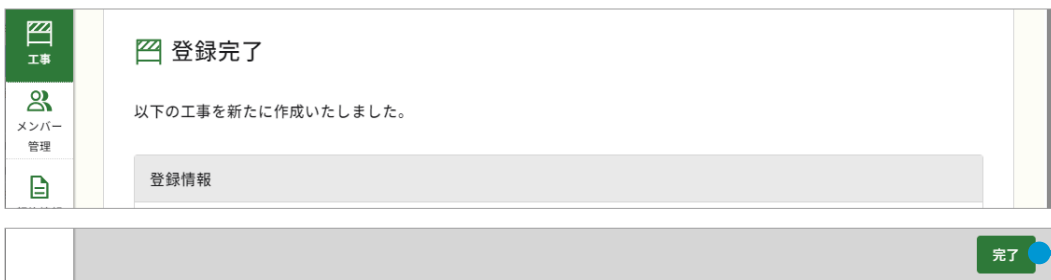 工事
メンバー
管理
登録完了
以下の工事を新たに作成いたしました。
登録情報
完了